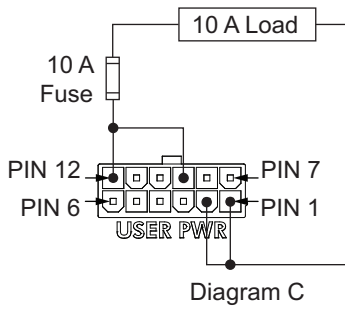 10 A Load
10 A
Fuse
PIN 12
PIN 7
PIN 6
PIN 1
USER PWR
Diagram C